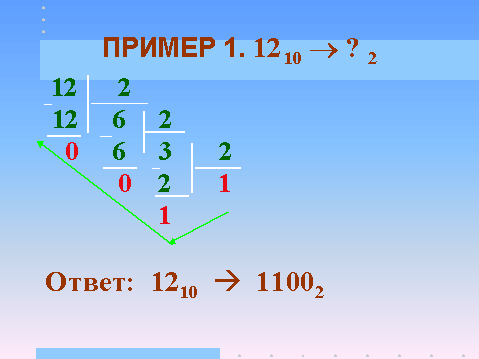 ПРИМЕР 1. 12₁₀ → ? ₂
12 2
12 6 2
0 6 3 2
0 2 1
1
Ответ: 12₁₀ → 1100₂